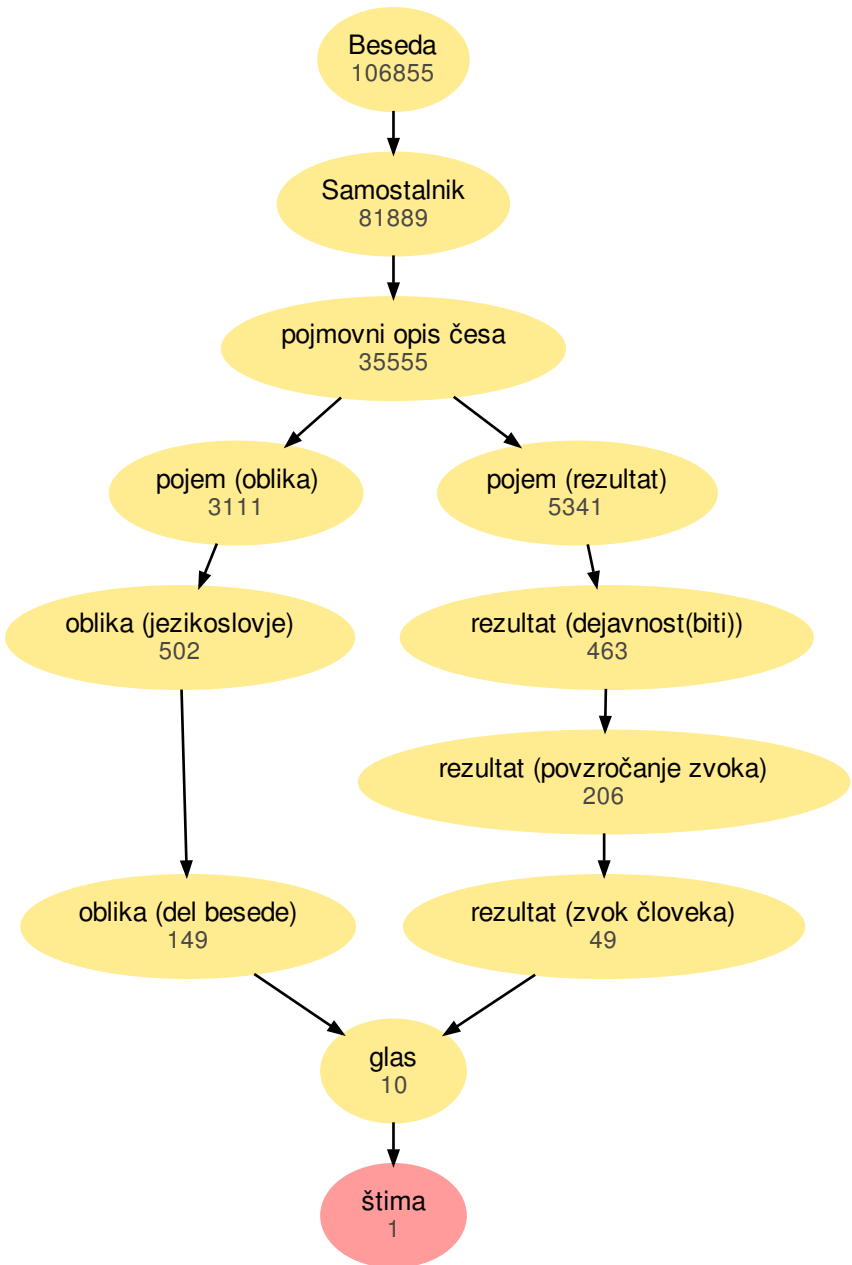 Beseda
106855
Samostalnik
81889
pojmovni opis česa
35555
pojem (oblika)
3111
pojem (rezultat)
5341
oblika (jezikoslovje)
502
rezultat (dejavnost(biti))
463
rezultat (povzročanje zvoka)
206
oblika (del besede)
149
rezultat (zvok človeka)
49
glas
10
štima
1